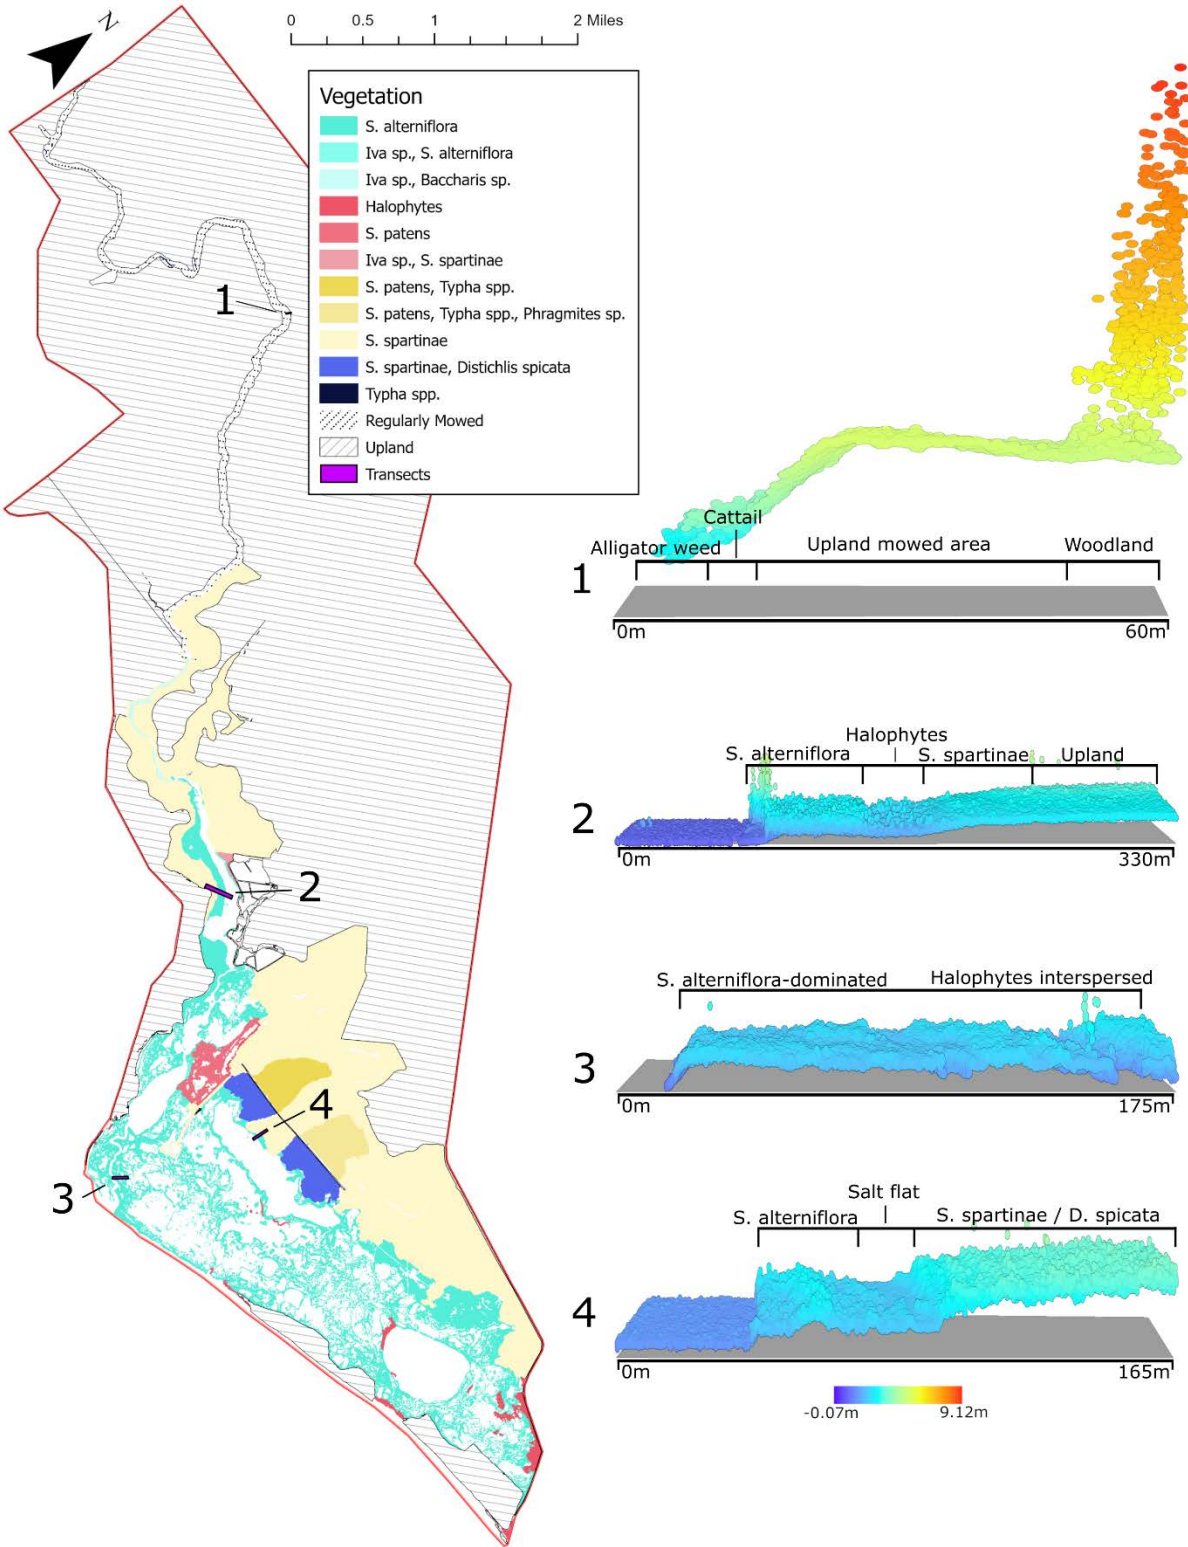 N
0 0.5 1 2 Miles
Vegetation
S. alterniflora
Iva sp., S. alterniflora
Iva sp., Baccharis sp.
Halophytes
S. patens
Iva sp., S. spartinae
S. patens, Typha spp.
S. patens, Typha spp., Phragmites sp.
S. spartinae
S. spartinae, Distichlis spicata
Typha spp.
Regularly Mowed
Upland
Transects
1
2
3
4
Cattail
Alligator weed Upland mowed area Woodland
1
0m 60m
Halophytes
S. alterniflora S. spartinae Upland
2
0m 330m
S. alterniflora-dominated Halophytes interspersed
3
0m 175m
Salt flat
S. alterniflora S. spartinae / D. spicata
4
0m 165m
-0.07m 9.12m